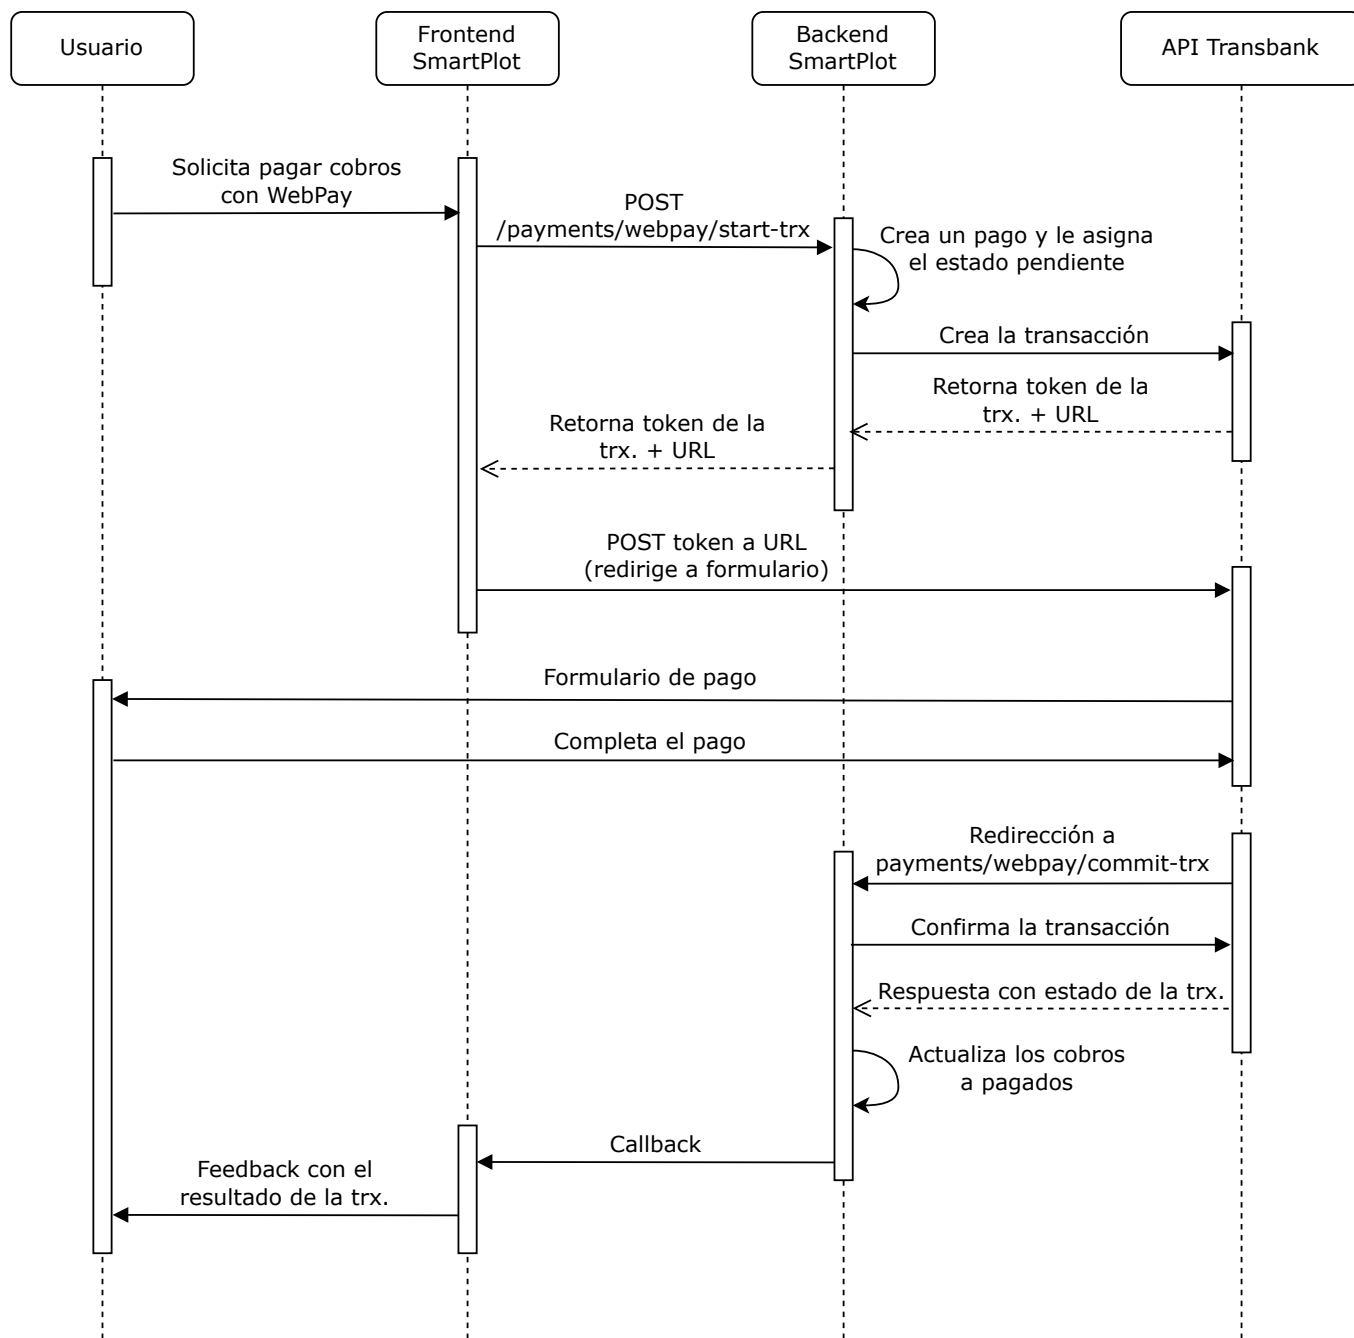 Usuario
Frontend
SmartPlot
Backend
SmartPlot
API Transbank
Solicita pagar cobros
con WebPay
POST
/payments/webpay/start-trx
Crea un pago y le asigna
el estado pendiente
Crea la transacción
Retorna token de la
trx. + URL
Retorna token de la
trx. + URL
POST token a URL
(redirige a formulario)
Formulario de pago
Completa el pago
Redirección a
payments/webpay/commit-trx
Confirma la transacción
Respuesta con estado de la trx.
Actualiza los cobros
a pagados
Callback
Feedback con el
resultado de la trx.